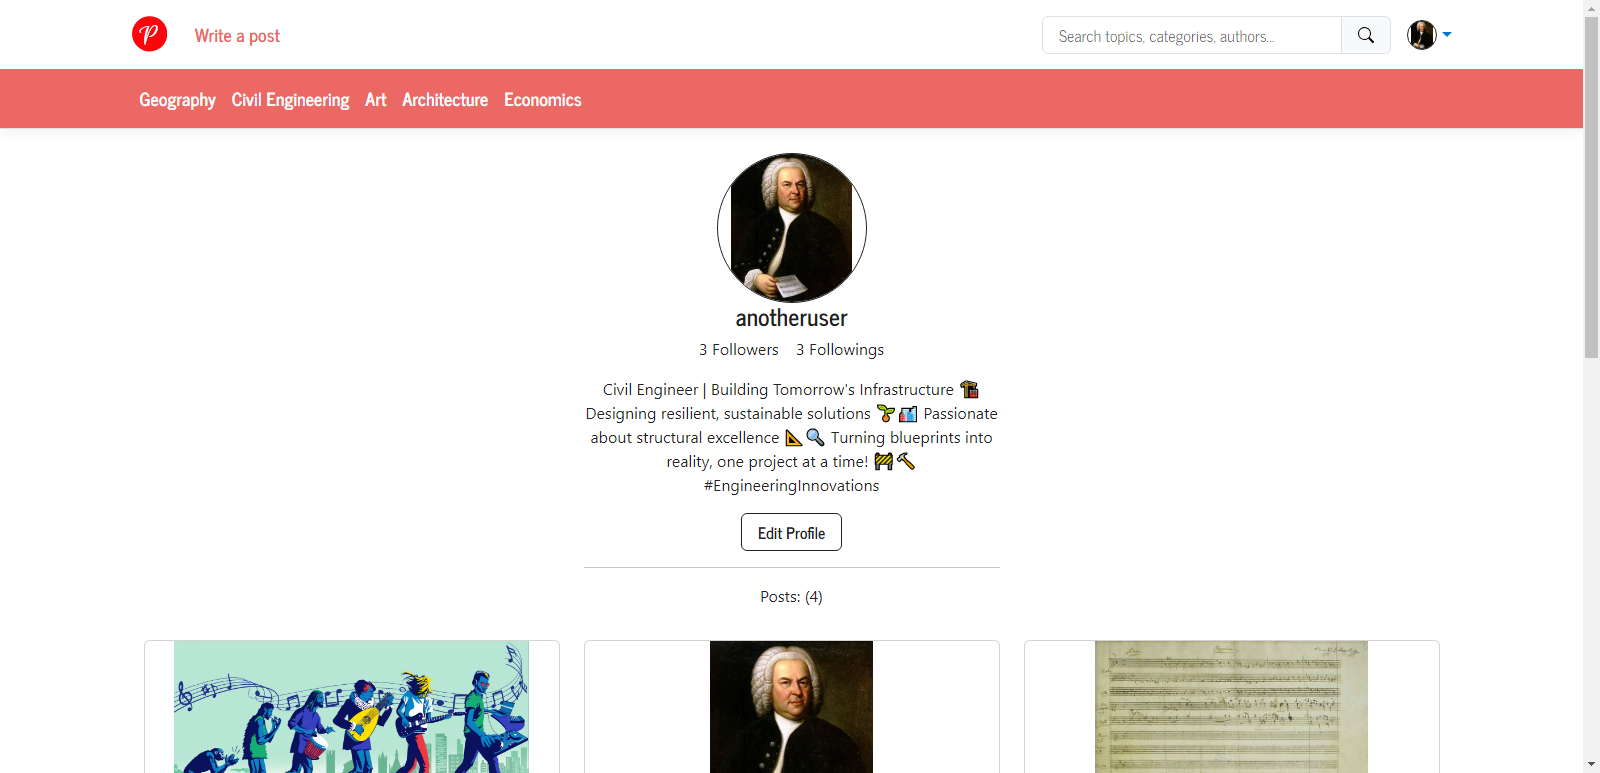 P
Write a post
Search topics, categories, authors...
Geography Civil Engineering Art Architecture Economics
anotheruser
3 Followers 3 Followings
Civil Engineer | Building Tomorrow's Infrastructure 🏗️
Designing resilient, sustainable solutions 🌱🏙️ Passionate
about structural excellence 📐🔍 Turning blueprints into
reality, one project at a time! 🚧🔨
#EngineeringInnovations
Edit Profile
Posts: (4)